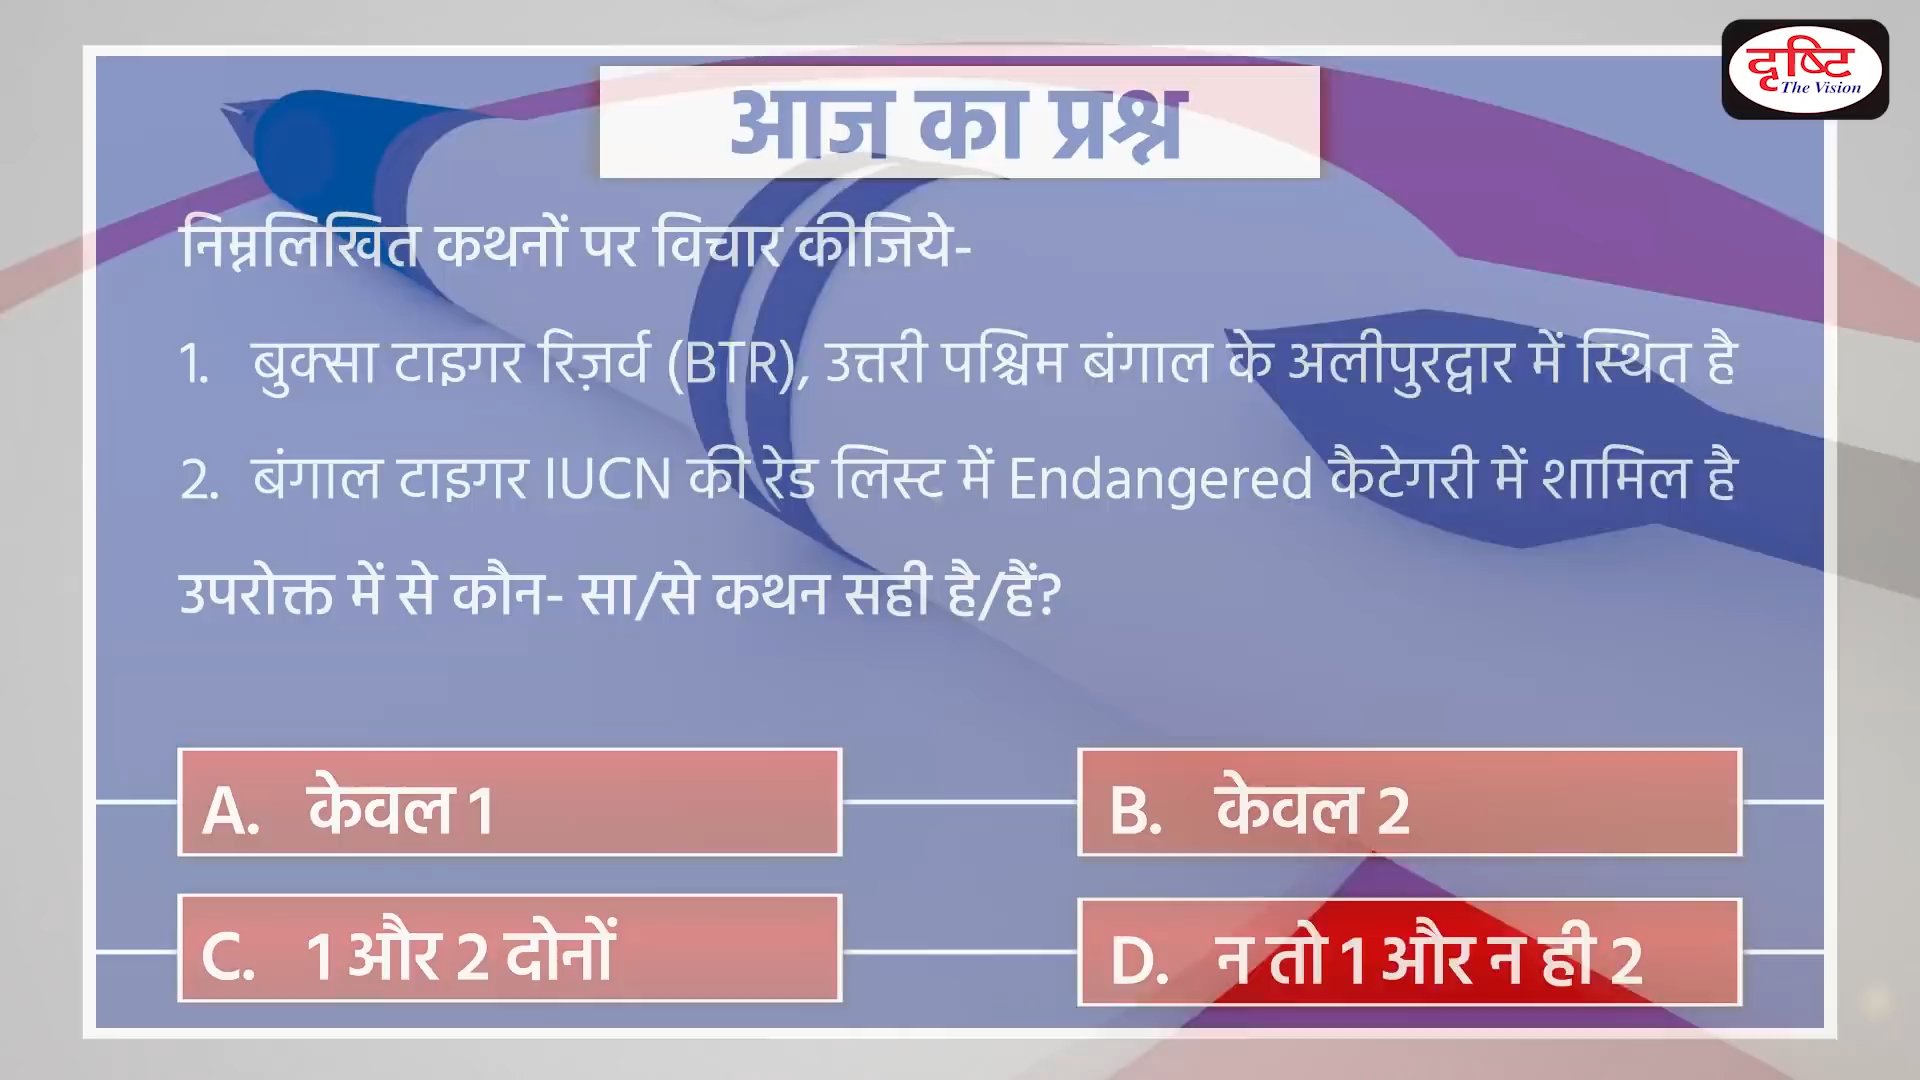 दृष्टि
The Vision
आज का प्रश्न
निम्नलिखित कथनों पर विचार कीजिये-
1. बुक्सा टाइगर रिज़र्व (BTR), उत्तरी पश्चिम बंगाल के अलीपुरद्वार में स्थित है
2. बंगाल टाइगर IUCN की रेड लिस्ट में Endangered कैटेगरी में शामिल है
उपरोक्त में से कौन- सा/से कथन सही है/हैं?
A. केवल 1
B. केवल 2
C. 1 और 2 दोनों
D. न तो 1 और न ही 2